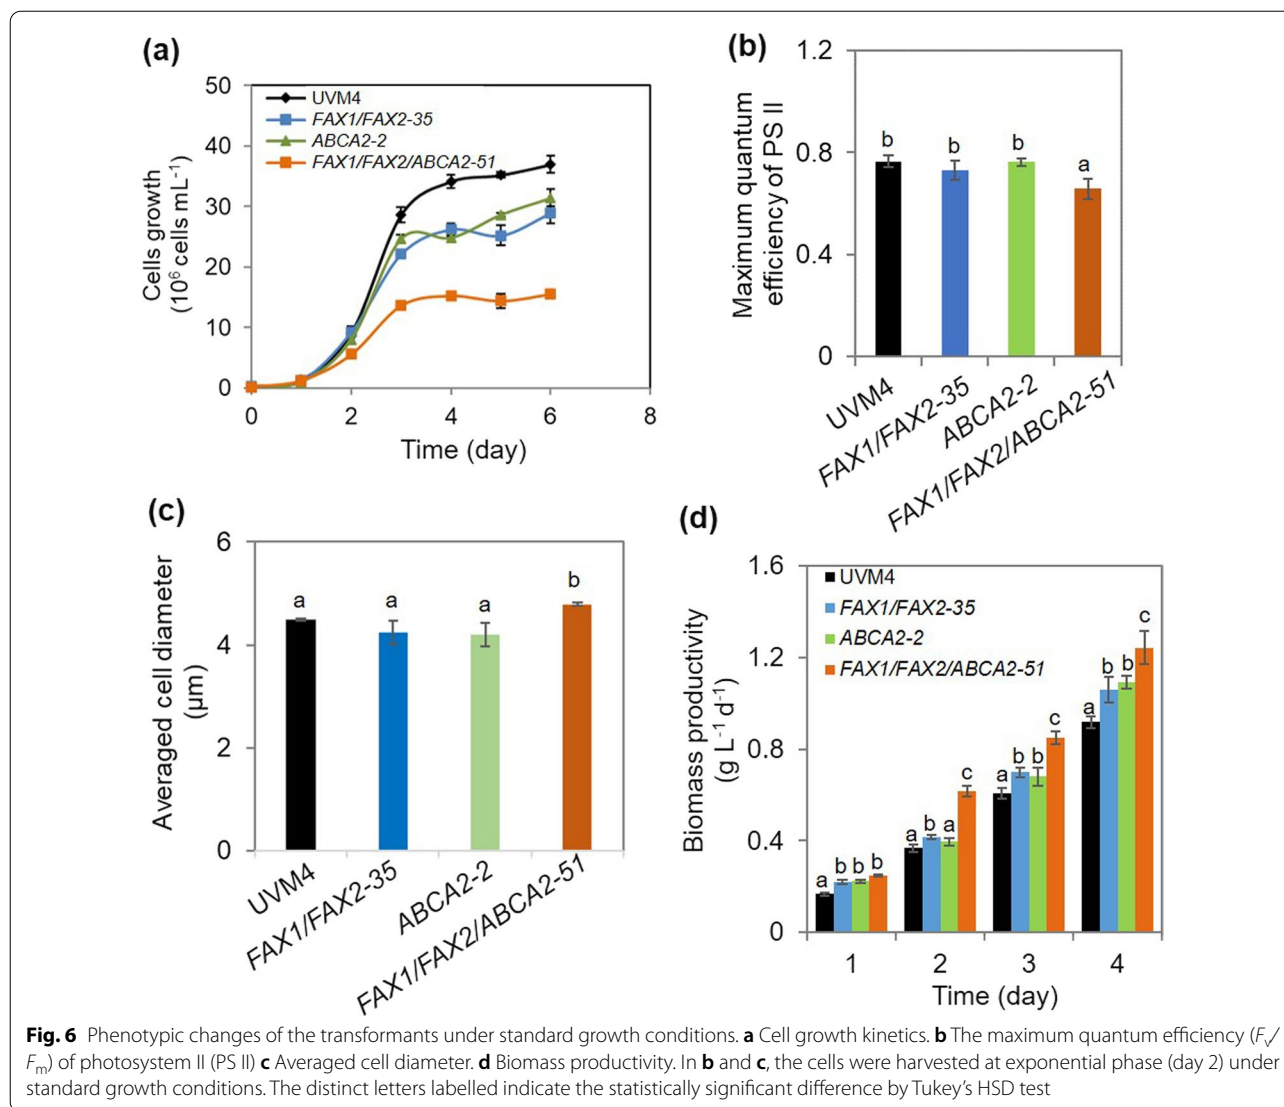 (a)
50
40
30
20
10
0
Cells growth
(10⁶ cells mL⁻¹)
UVM4
FAX1/FAX2-35
ABCA2-2
FAX1/FAX2/ABCA2-51
0 2 4 6 8
Time (day)
(b)
1.2
0.8
0.4
0
Maximum quantum
efficiency of PS II
b b b a
UVM4
FAX1/FAX2-35
ABCA2-2
FAX1/FAX2/ABCA2-51
(c)
6
4
2
0
Averaged cell diameter
(µm)
a a a b
UVM4
FAX1/FAX2-35
ABCA2-2
FAX1/FAX2/ABCA2-51
(d)
1.6
1.2
0.8
0.4
0
Biomass productivity
(g L⁻¹ d⁻¹)
UVM4
FAX1/FAX2-35
ABCA2-2
FAX1/FAX2/ABCA2-51
a b b b
a b a c
a b b c
a b b c
1 2 3 4
Time (day)
Fig. 6 Phenotypic changes of the transformants under standard growth conditions. a Cell growth kinetics. b The maximum quantum efficiency (Fv/
Fm) of photosystem II (PS II) c Averaged cell diameter. d Biomass productivity. In b and c, the cells were harvested at exponential phase (day 2) under
standard growth conditions. The distinct letters labelled indicate the statistically significant difference by Tukey's HSD test